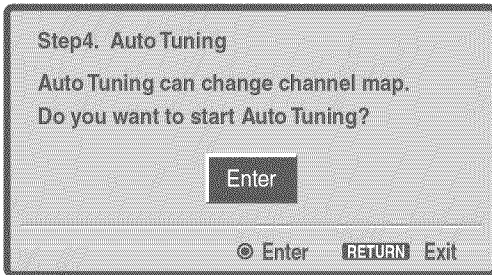 Step4. Auto Tuning
Auto Tuning can change channel map.
Do you want to start Auto Tuning?
Enter
Enter RETURN Exit